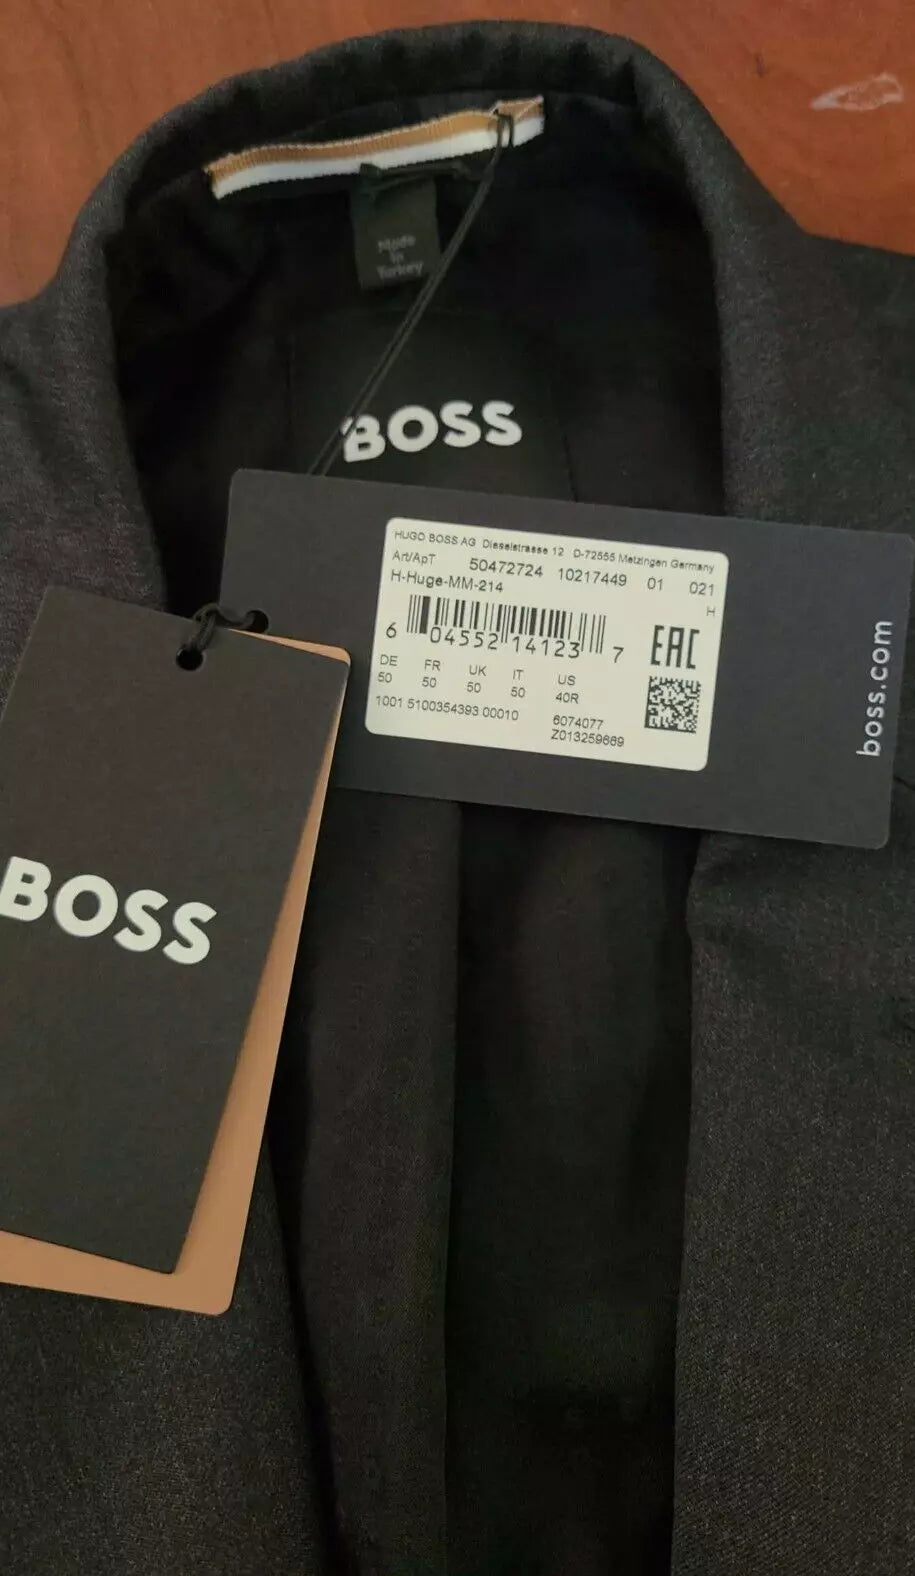 Made
in
Turkey
BOSS
HUGO BOSS AG Dieselstrasse 12 D-72555 Metzingen Germany
Art/ApT 50472724 10217449 01 021
H-Huge-MM-214 H
6 04552 14123 7
EAC
DE FR UK IT US
50 50 50 50 40R
1001 5100354393 00010 6074077
Z013259669
boss.com
BOSS